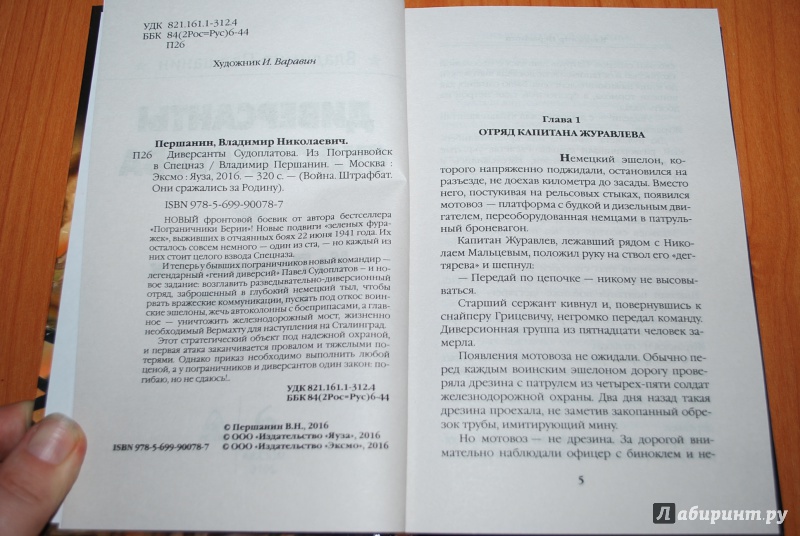 УДК 821.161.1-312.4
ББК 84(2Рос=Рус)6-44
П26
Художник И. Варавин
Першанин, Владимир Николаевич.
П26 Диверсанты Судоплатова. Из Погранвойск
в Спецназ / Владимир Першанин. — Москва :
Эксмо : Яуза, 2016. — 320 с. — (Война. Штрафбат.
Они сражались за Родину).
ISBN 978-5-699-90078-7
НОВЫЙ фронтовой боевик от автора бестселлера
«Пограничники Берии»! Новые подвиги «зеленых фура-
жек», выживших в отчаянных боях 22 июня 1941 года. Их
осталось совсем немного — один из ста, — но каждый из
них стоит целого взвода Спецназа.
И теперь у бывших пограничников новый командир —
легендарный «гений диверсий» Павел Судоплатов — и но-
вое задание: возглавить разведывательно-диверсионный
отряд, заброшенный в глубокий немецкий тыл, чтобы
рвать вражеские коммуникации, пускать под откос воин-
ские эшелоны, жечь автоколонны с боеприпасами, а глав-
ное — уничтожить железнодорожный мост, жизненно
необходимый Вермахту для наступления на Сталинград.
Этот стратегический объект под надежной охраной,
и первая атака заканчивается провалом и тяжелыми по-
терями. Однако приказ необходимо выполнить любой
ценой, а у пограничников и диверсантов один закон: по-
гибаю, но не сдаюсь!..
УДК 821.161.1-312.4
ББК 84(2Рос=Рус)6-44
© Першанин В.Н., 2016
© ООО «Издательство «Яуза», 2016
ISBN 978-5-699-90078-7 © ООО «Издательство «Эксмо», 2016
Глава 1
ОТРЯД КАПИТАНА ЖУРАВЛЕВА
Немецкий эшелон, ко-
торого напряженно поджидали, остановился на
разъезде, не доехав километра до засады. Вместо
него, постукивая на рельсовых стыках, появился
мотовоз — платформа с будкой и дизельным дви-
гателем, переоборудованная немцами в патруль-
ный броневагон.
Капитан Журавлев, лежавший рядом с Нико-
лаем Мальцевым, положил руку на ствол его «дег-
тярева» и шепнул:
— Передай по цепочке — никому не высовы-
ваться.
Старший сержант кивнул и, повернувшись к
снайперу Грицевичу, негромко передал команду.
Диверсионная группа из пятнадцати человек за-
мерла.
Появления мотовоза не ожидали. Обычно пе-
ред каждым воинским эшелоном дорогу прове-
ряла дрезина с патрулем из четырех-пяти солдат
железнодорожной охраны. Два дня назад такая
дрезина проехала, не заметив закопанный обре-
зок трубы, имитирующий мину.
Но мотовоз — не дрезина. За дорогой вни-
мательно наблюдали офицер с биноклем и не-
5
Лабиринт.ру